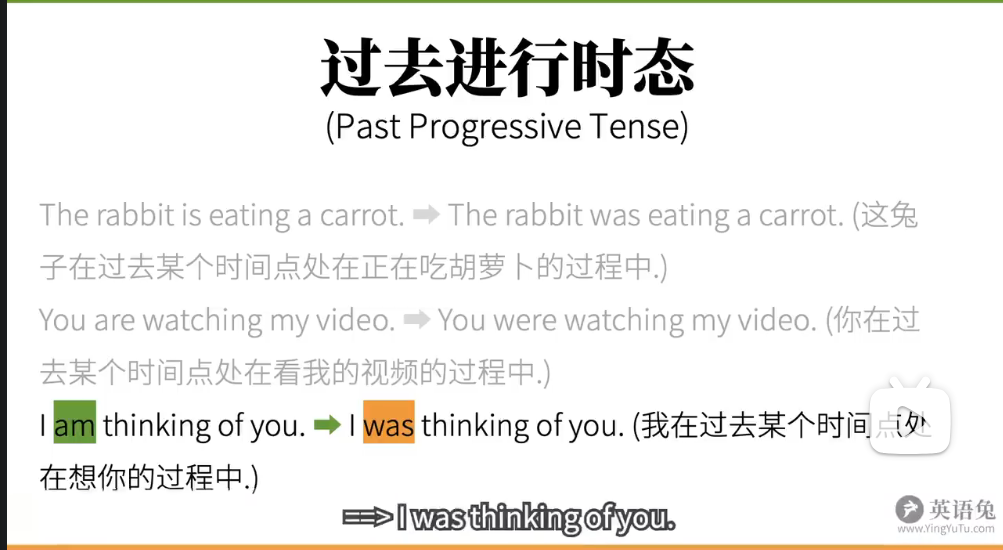 过去进行时态
(Past Progressive Tense)
The rabbit is eating a carrot. ➡ The rabbit was eating a carrot. (这兔
子在过去某个时间点处在正在吃胡萝卜的过程中.)
You are watching my video. ➡ You were watching my video. (你在过
去某个时间点处在看我的视频的过程中.)
I am thinking of you. ➡ I was thinking of you. (我在过去某个时间点处
在想你的过程中.)
==> I was thinking of you.
英语兔
www.YingYuTu.com